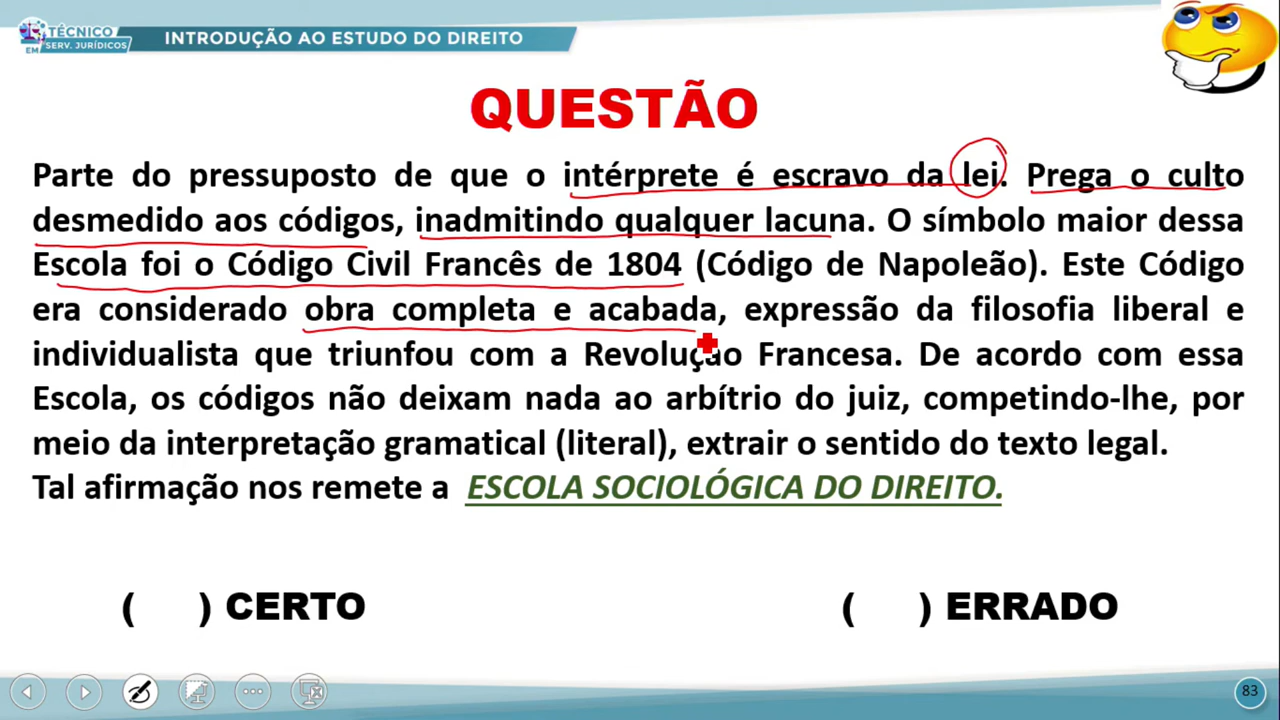 TÉCNICO
EM SERV. JURÍDICOS
INTRODUÇÃO AO ESTUDO DO DIREITO
QUESTÃO
Parte do pressuposto de que o intérprete é escravo da lei. Prega o culto
desmedido aos códigos, inadmitindo qualquer lacuna. O símbolo maior dessa
Escola foi o Código Civil Francês de 1804 (Código de Napoleão). Este Código
era considerado obra completa e acabada, expressão da filosofia liberal e
individualista que triunfou com a Revolução Francesa. De acordo com essa
Escola, os códigos não deixam nada ao arbítrio do juiz, competindo-lhe, por
meio da interpretação gramatical (literal), extrair o sentido do texto legal.
Tal afirmação nos remete a ESCOLA SOCIOLÓGICA DO DIREITO.
( ) CERTO ( ) ERRADO
83